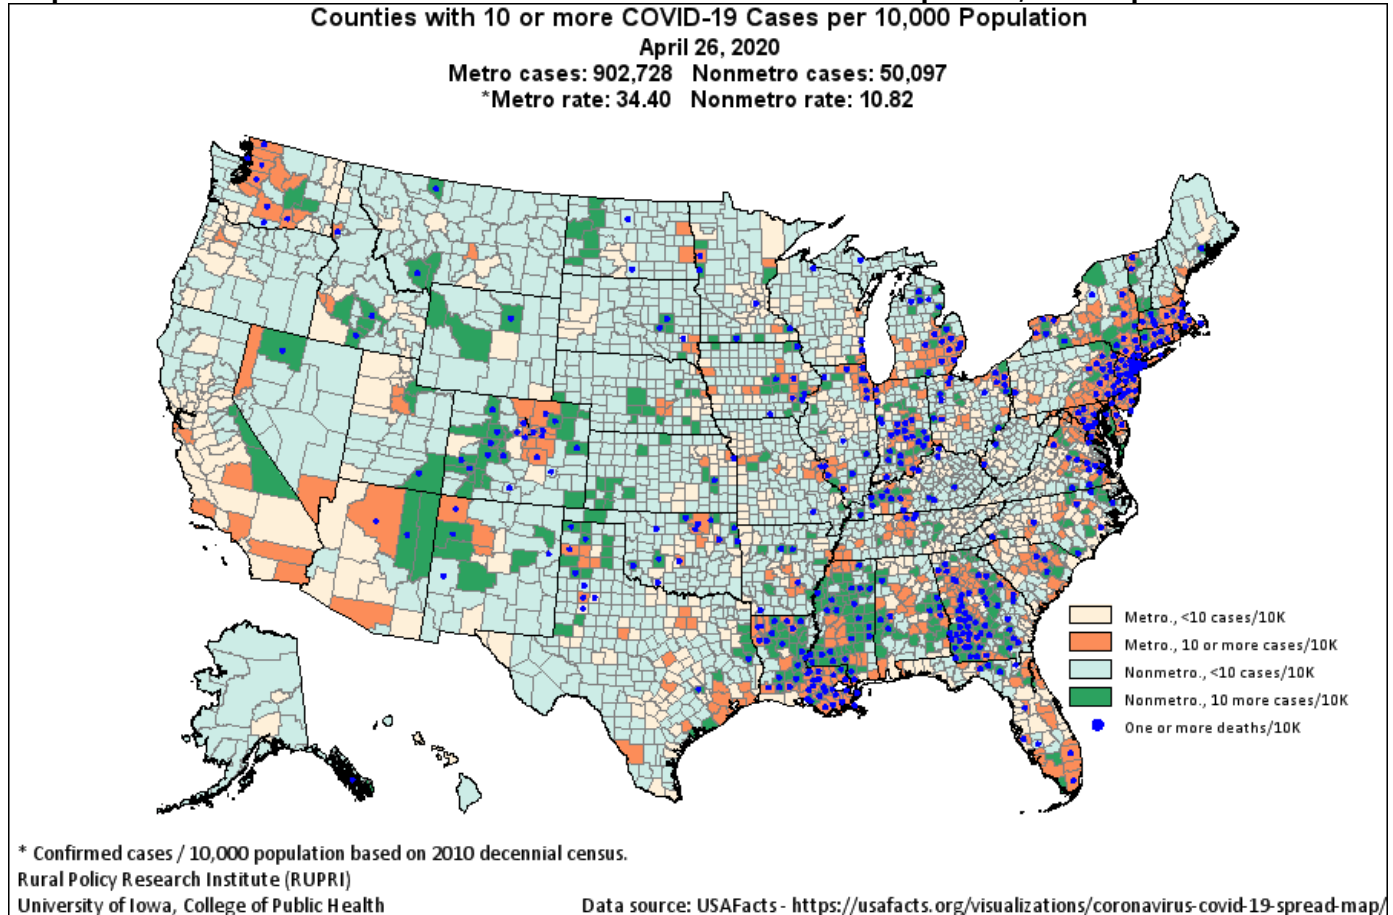 Counties with 10 or more COVID-19 Cases per 10,000 Population
April 26, 2020
Metro cases: 902,728 Nonmetro cases: 50,097
*Metro rate: 34.40 Nonmetro rate: 10.82
Metro., <10 cases/10K
Metro., 10 or more cases/10K
Nonmetro., <10 cases/10K
Nonmetro., 10 more cases/10K
One or more deaths/10K
* Confirmed cases / 10,000 population based on 2010 decennial census.
Rural Policy Research Institute (RUPRI)
University of Iowa, College of Public Health
Data source: USAFacts - https://usafacts.org/visualizations/coronavirus-covid-19-spread-map/